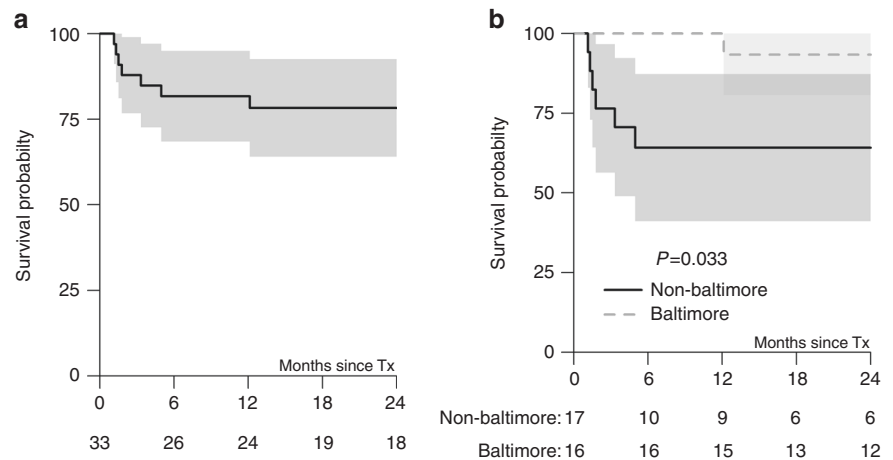 a
100
75
50
25
0
Survival probabilty
Months since Tx
0 6 12 18 24
33 26 24 19 18
b
100
75
50
25
0
Survival probabilty
P=0.033
Non-baltimore
Baltimore
Months since Tx
0 6 12 18 24
Non-baltimore: 17 10 9 6 6
Baltimore: 16 16 15 13 12